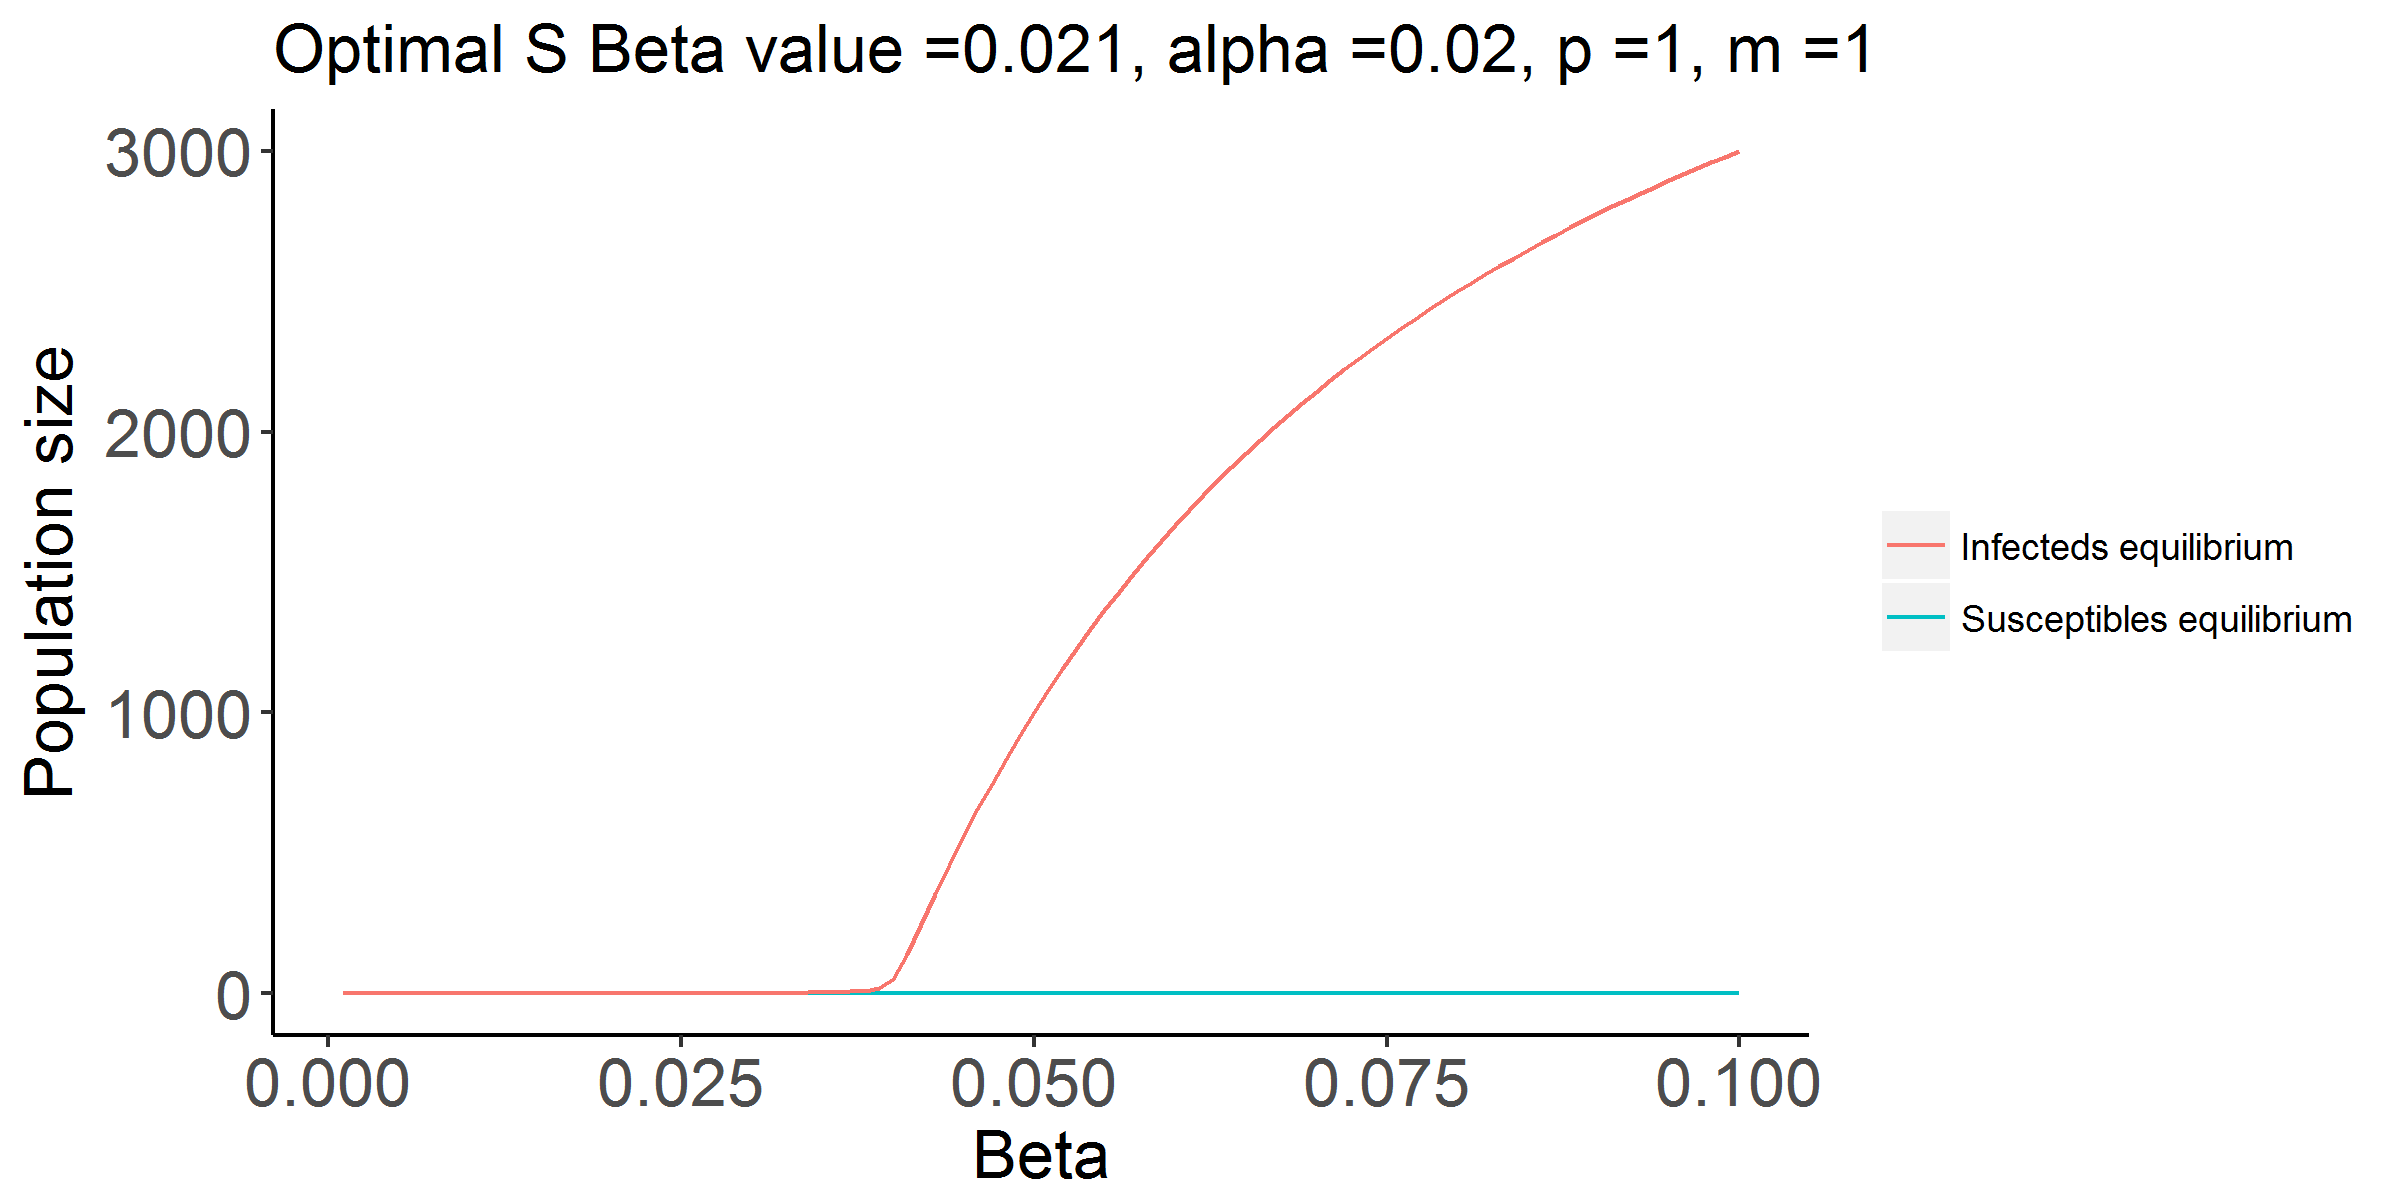 Optimal S Beta value =0.021, alpha =0.02, p =1, m =1
Population size
3000
2000
1000
0
0.000 0.025 0.050 0.075 0.100
Beta
Infecteds equilibrium
Susceptibles equilibrium